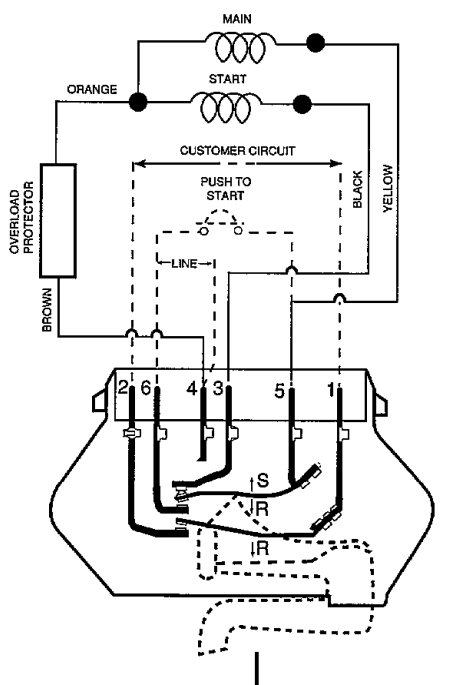 MAIN
START
ORANGE
CUSTOMER CIRCUIT
PUSH TO
START
OVERLOAD
PROTECTOR
BLACK
YELLOW
LINE
BROWN
2 6 4 3 5 1
S
R
R